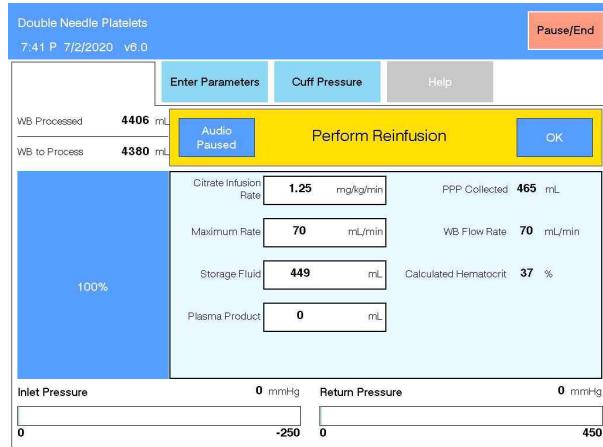 Double Needle Platelets
7:41 P 7/2/2020 v6.0
Pause/End
Enter Parameters
Cuff Pressure
Help
WB Processed 4406 mL
WB to Process 4380 mL
Audio Paused
Perform Reinfusion
OK
100%
Citrate Infusion Rate 1.25 mg/kg/min
PPP Collected 465 mL
Maximum Rate 70 mL/min
WB Flow Rate 70 mL/min
Storage Fluid 449 mL
Calculated Hematocrit 37 %
Plasma Product 0 mL
Inlet Pressure 0 mmHg
Return Pressure 0 mmHg
0 -250
0 450